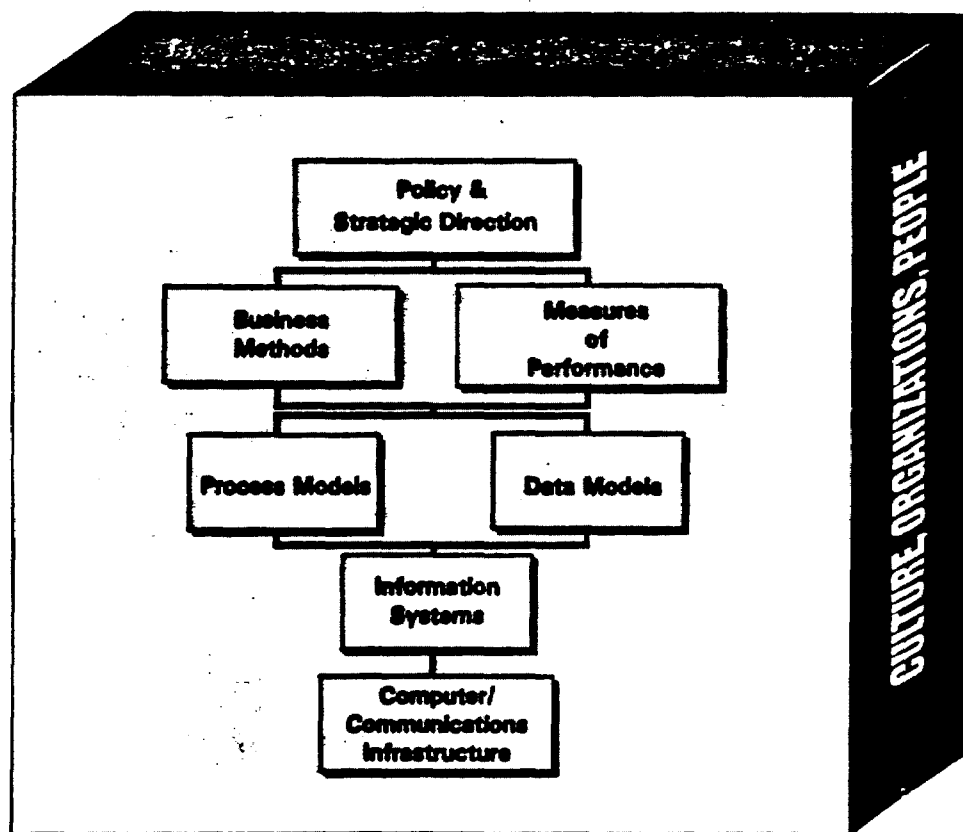 Policy &
Strategic Direction
Business
Methods
Measures
of
Performance
Process Models
Data Models
Information
Systems
Computer/
Communications
Infrastructure
CULTURE, ORGANIZATIONS, PEOPLE